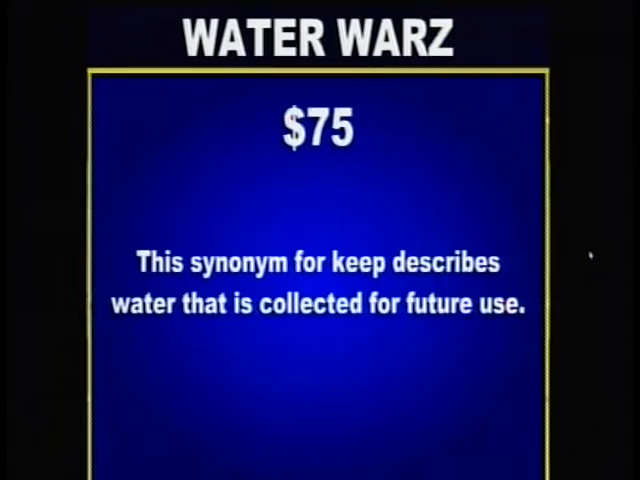 WATER WARZ
$75
This synonym for keep describes
water that is collected for future use.